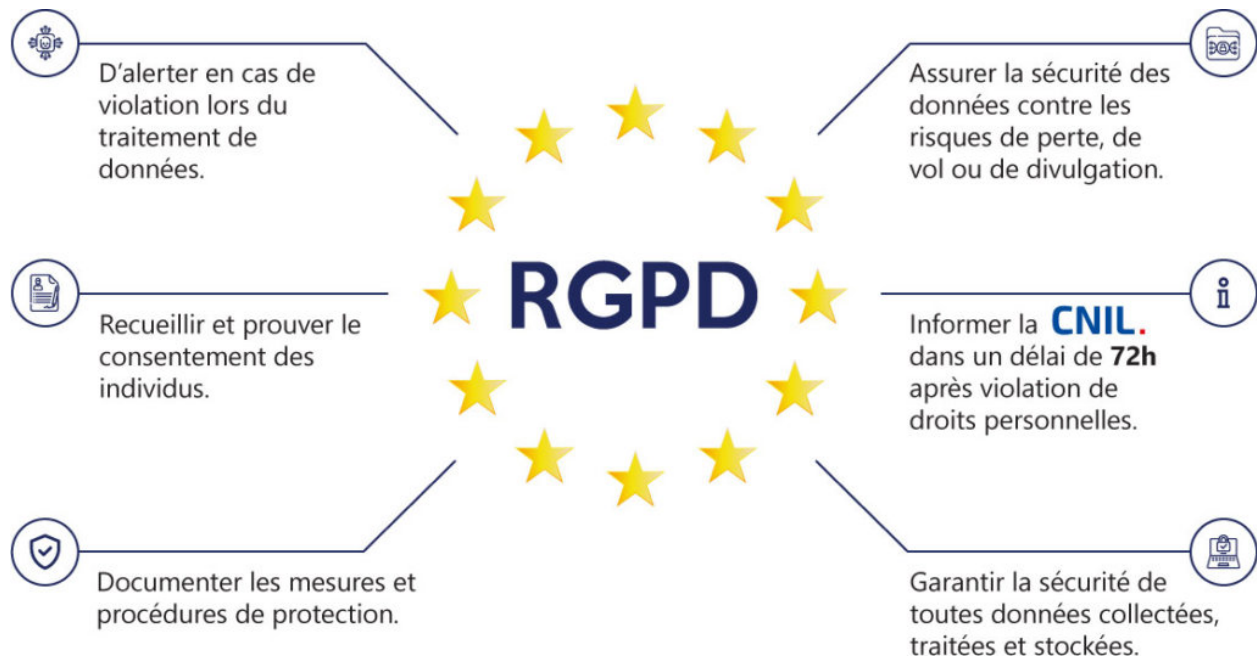 D'alerter en cas de
violation lors du
traitement de
données.
Recueillir et prouver le
consentement des
individus.
Documenter les mesures et
procédures de protection.
RGPD
Assurer la sécurité des
données contre les
risques de perte, de
vol ou de divulgation.
Informer la CNIL.
dans un délai de 72h
après violation de
droits personnelles.
Garantir la sécurité de
toutes données collectées,
traitées et stockées.